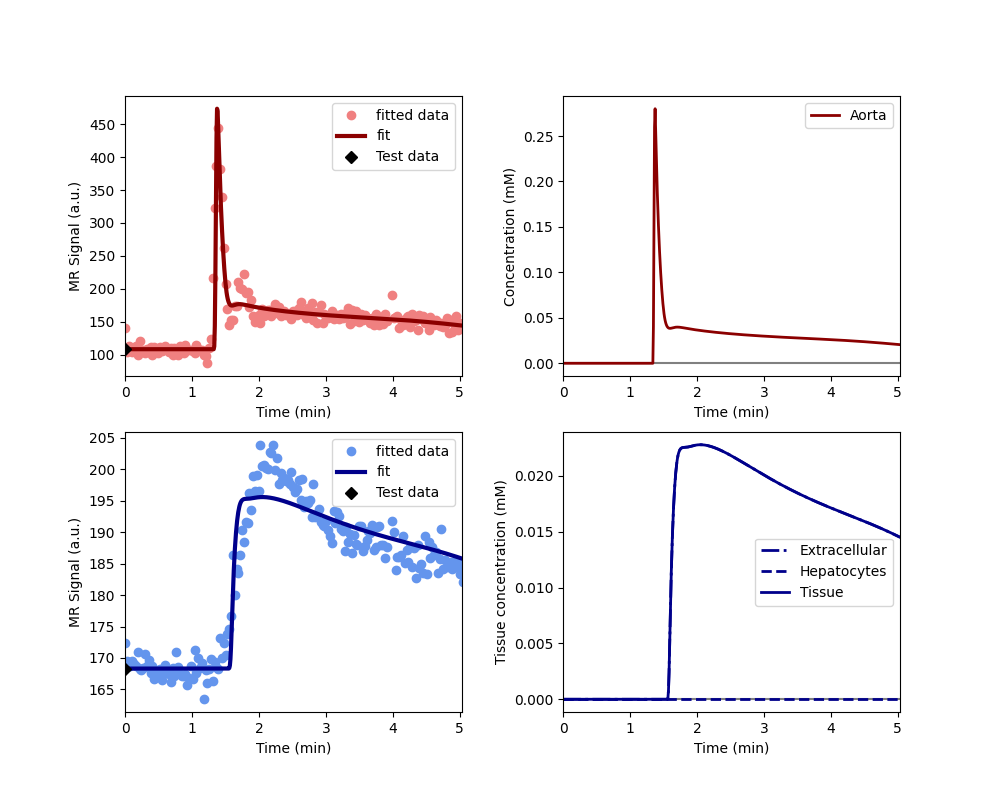 MR Signal (a.u.)
450
400
350
300
250
200
150
100
fitted data
fit
Test data
0 1 2 3 4 5
Time (min)
Concentration (mM)
0.25
0.20
0.15
0.10
0.05
0.00
Aorta
0 1 2 3 4 5
Time (min)
MR Signal (a.u.)
205
200
195
190
185
180
175
170
165
fitted data
fit
Test data
0 1 2 3 4 5
Time (min)
Tissue concentration (mM)
0.020
0.015
0.010
0.005
0.000
Extracellular
Hepatocytes
Tissue
0 1 2 3 4 5
Time (min)